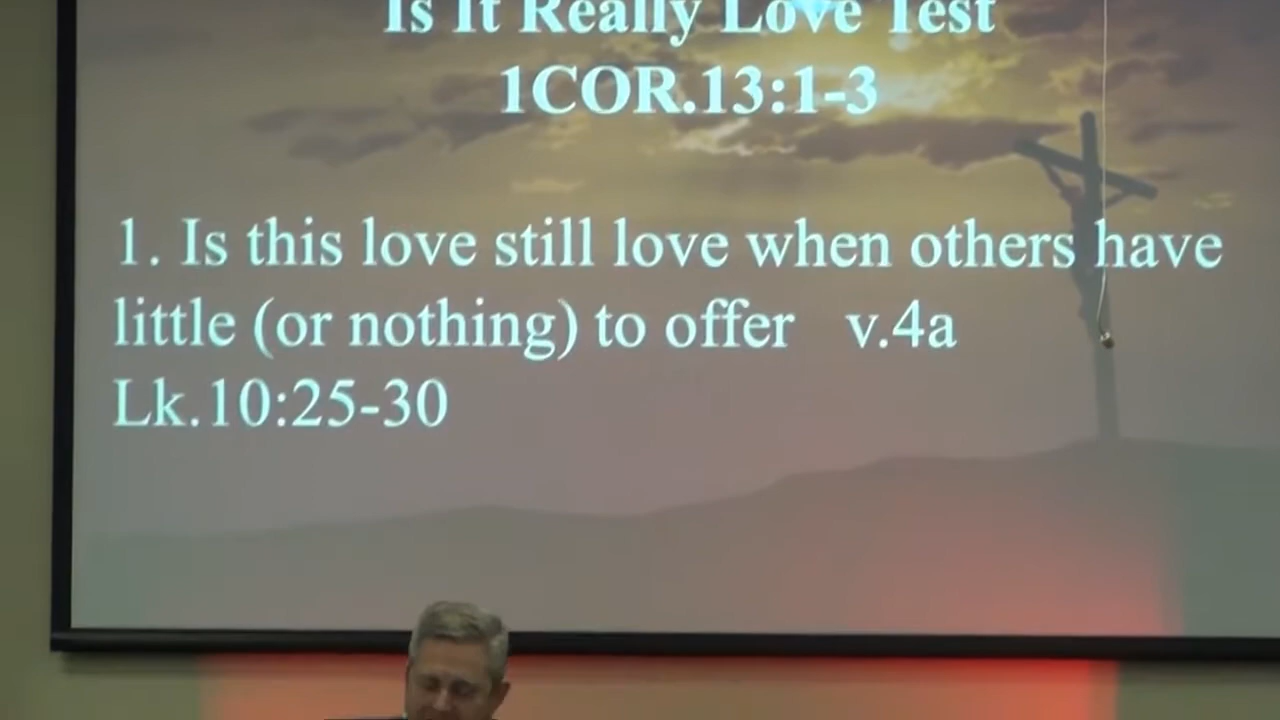 Is It Really Love Test
1COR.13:1-3
1. Is this love still love when others have
little (or nothing) to offer v.4a
Lk.10:25-30